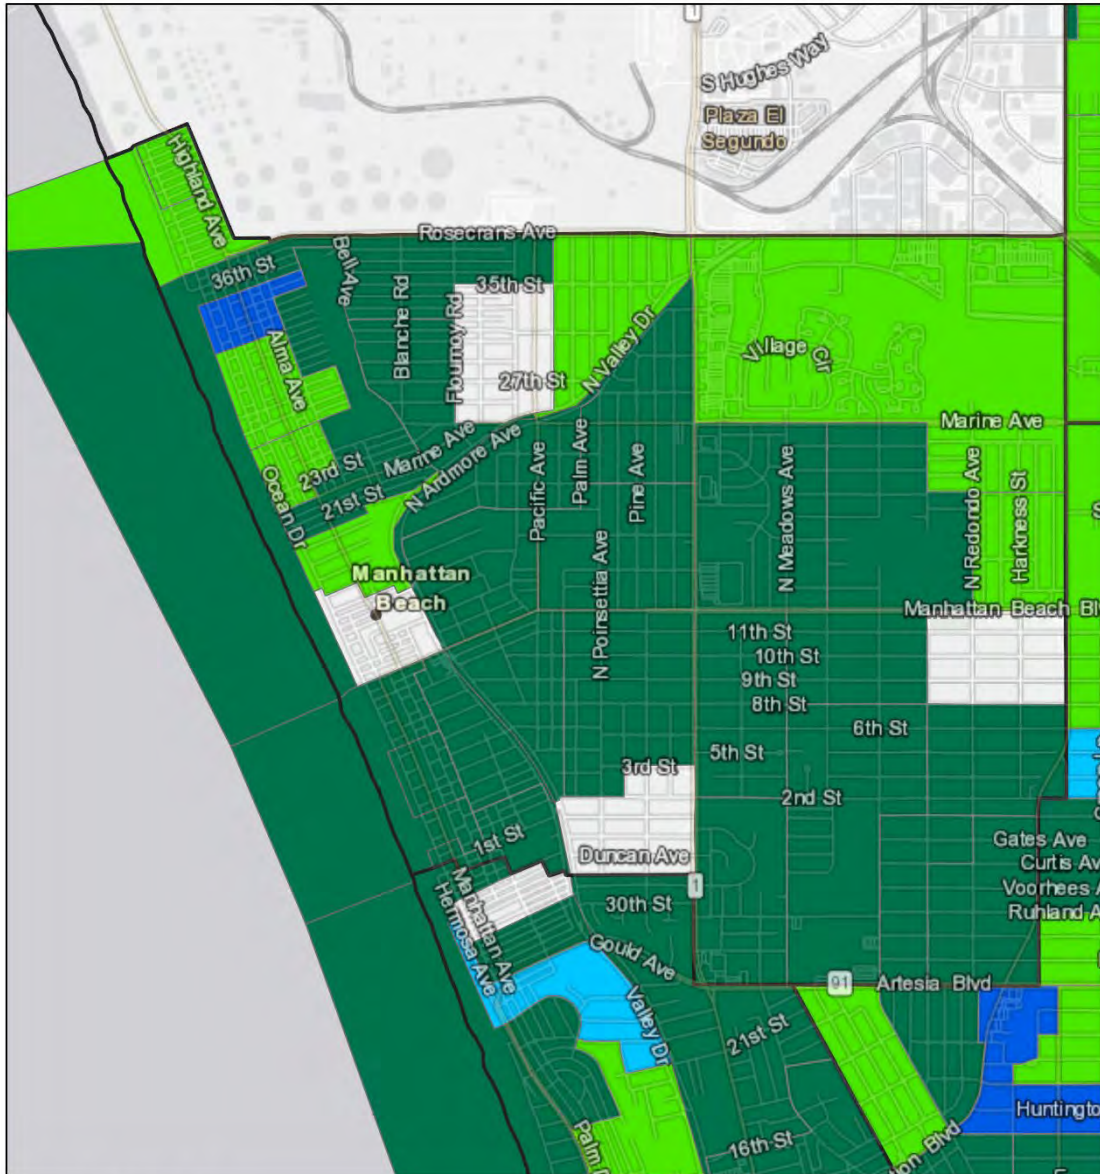 1
S Hughes Way
Plaza El
Segundo
Highland Ave
Rosecrans Ave
36th St
Bell Ave
35th St
Blanche Rd
Flournoy Rd
N Valley Dr
Village Cir
Alma Ave
27th St
Marine Ave
Marine Ave
N Ardmore Ave
23rd St
21st St
Ocean Dr
Pacific Ave
Palm Ave
Pine Ave
N Meadows Ave
N Redondo Ave
Harkness St
S
Manhattan
Beach
Manhattan Beach Blv
N Poinsettia Ave
11th St
10th St
9th St
8th St
6th St
5th St
3rd St
2nd St
1st St
Duncan Ave
Gates Ave
Curtis Av
Voorhees A
Ruhland A
1
30th St
Manhattan Ave
Hermosa Ave
Gould Ave
Valley Dr
91
Artesia Blvd
21st St
Huntingto
16th St
tion Blvd